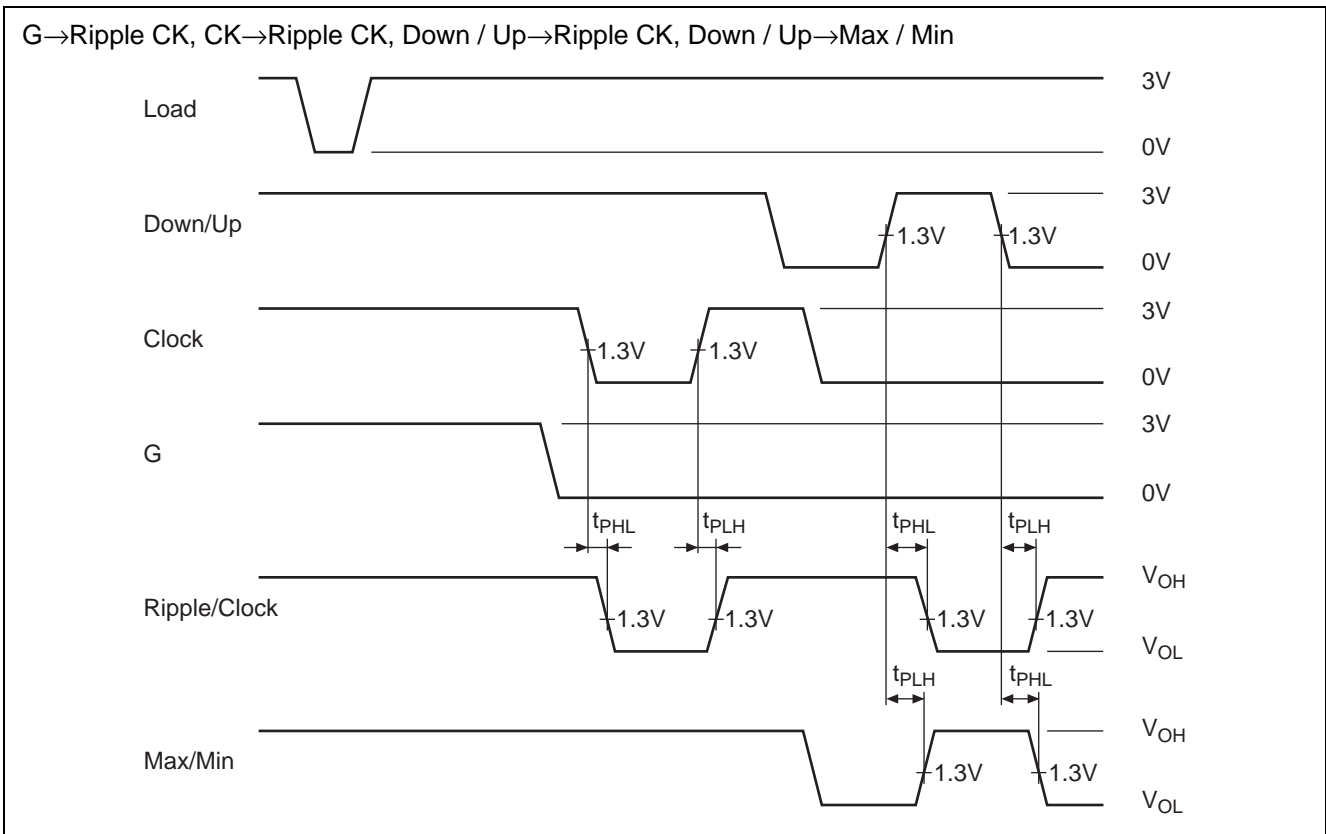 G→Ripple CK, CK→Ripple CK, Down / Up→Ripple CK, Down / Up→Max / Min
Load
3V
0V
Down/Up
1.3V
1.3V
3V
0V
Clock
1.3V
1.3V
3V
0V
G
3V
0V
tPHL
tPLH
tPHL
tPLH
Ripple/Clock
1.3V
1.3V
1.3V
1.3V
VOH
VOL
tPLH
tPHL
Max/Min
1.3V
1.3V
VOH
VOL